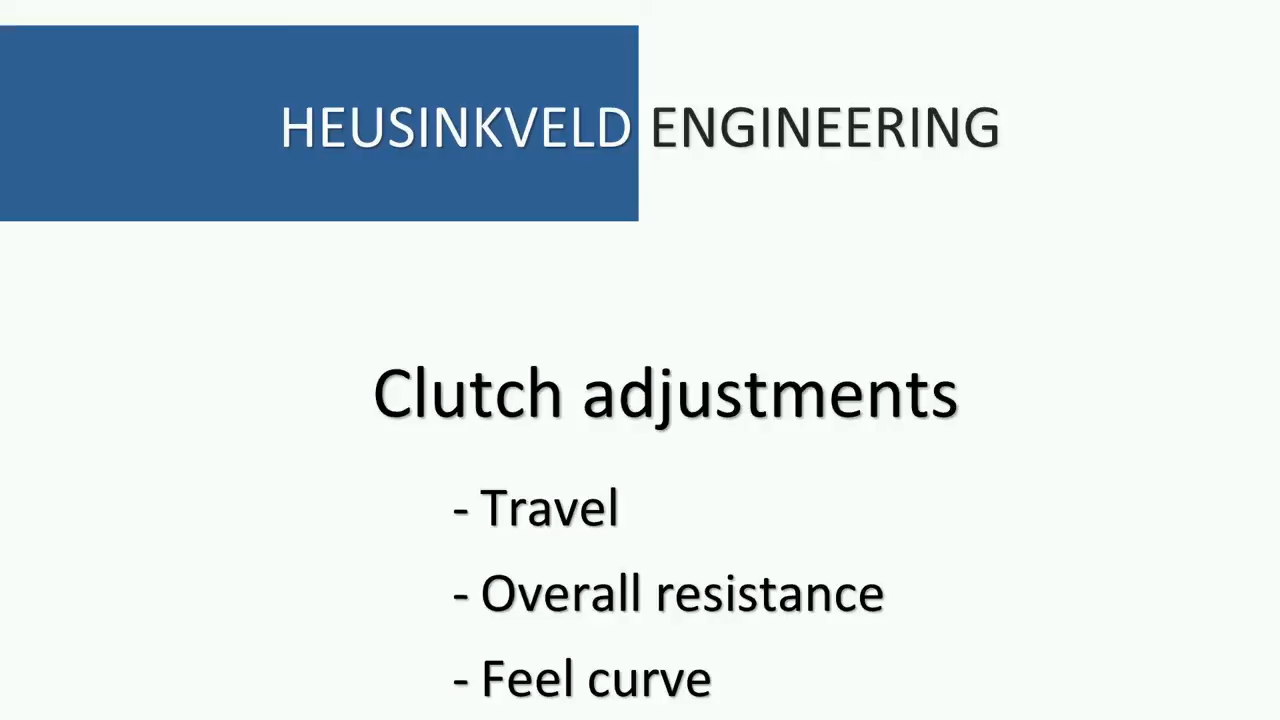 HEUSINKVELD ENGINEERING
Clutch adjustments
- Travel
- Overall resistance
- Feel curve